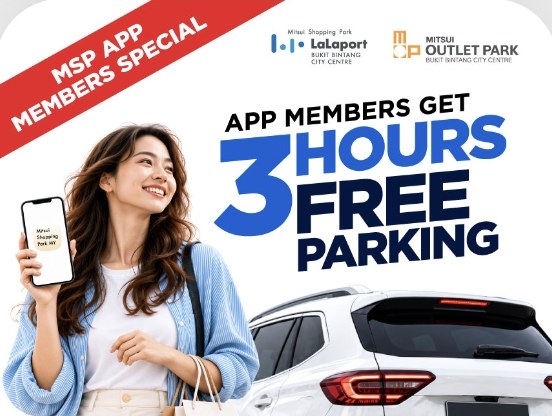 MSP APP
MEMBERS SPECIAL
Mitsui Shopping Park
LaLaport
BUKIT BINTANG
CITY CENTRE
MITSUI
OUTLET PARK
BUKIT BINTANG CITY CENTRE
APP MEMBERS GET
3 HOURS
FREE
PARKING
Mitsui
Shopping
Park MY